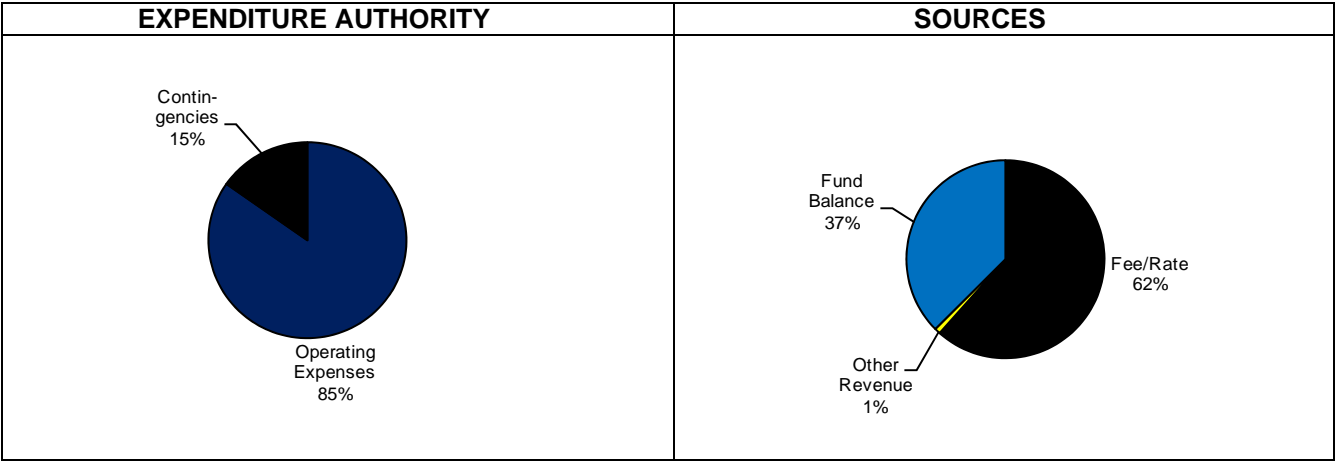 EXPENDITURE AUTHORITY
SOURCES
Contin-
gencies
15%
Operating
Expenses
85%
Fund
Balance
37%
Fee/Rate
62%
Other
Revenue
1%